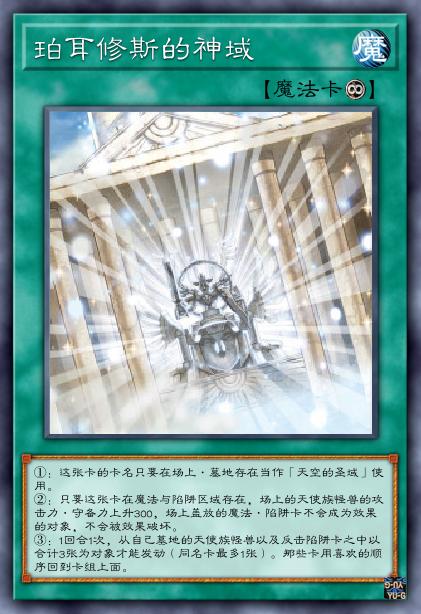 珀耳修斯的神域
魔
【魔法卡♾】
①：这张卡的卡名只要在场上·墓地存在当作「天空的圣域」使
用。
②：只要这张卡在魔法与陷阱区域存在，场上的天使族怪兽的攻
击力·守备力上升300，场上盖放的魔法·陷阱卡不会成为效果
的对象，不会被效果破坏。
③：1回合1次，从自己墓地的天使族怪兽以及反击陷阱卡之中以
合计3张为对象才能发动（同名卡最多1张）。那些卡用喜欢的顺
序回到卡组上面。
YU-G